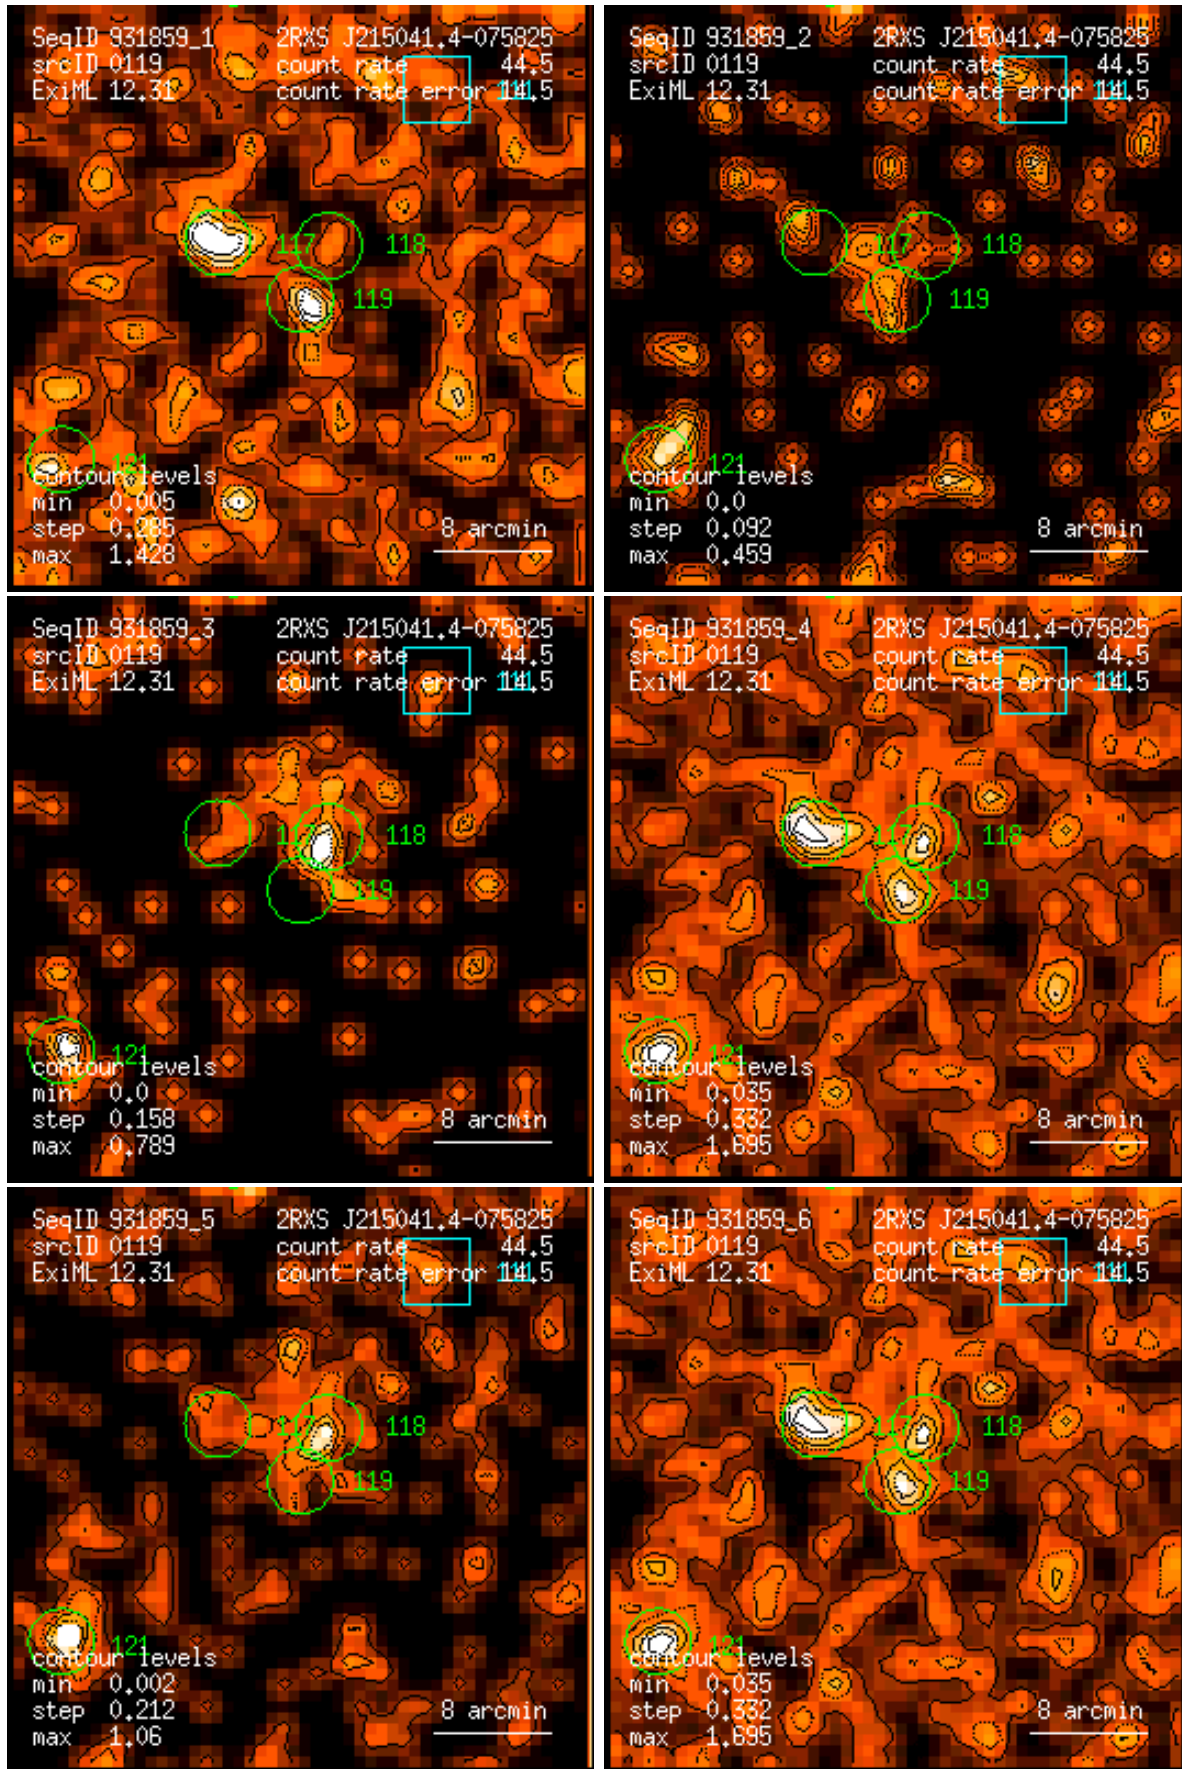 SeqID 931859_1 2RXS J215041.4-075825
srcID 0119 count rate 44.5
ExiML 12.31 count rate error 14.5
117
118
119
121
contour levels
min 0.005
step 0.285
max 1.428
8 arcmin
SeqID 931859_2 2RXS J215041.4-075825
srcID 0119 count rate 44.5
ExiML 12.31 count rate error 14.5
117
118
119
121
contour levels
min 0.0
step 0.092
max 0.459
8 arcmin
SeqID 931859_3 2RXS J215041.4-075825
srcID 0119 count rate 44.5
ExiML 12.31 count rate error 14.5
117
118
119
121
contour levels
min 0.0
step 0.158
max 0.789
8 arcmin
SeqID 931859_4 2RXS J215041.4-075825
srcID 0119 count rate 44.5
ExiML 12.31 count rate error 14.5
117
118
119
121
contour levels
min 0.035
step 0.332
max 1.695
8 arcmin
SeqID 931859_5 2RXS J215041.4-075825
srcID 0119 count rate 44.5
ExiML 12.31 count rate error 14.5
117
118
119
121
contour levels
min 0.002
step 0.212
max 1.06
8 arcmin
SeqID 931859_6 2RXS J215041.4-075825
srcID 0119 count rate 44.5
ExiML 12.31 count rate error 14.5
117
118
119
121
contour levels
min 0.035
step 0.332
max 1.695
8 arcmin